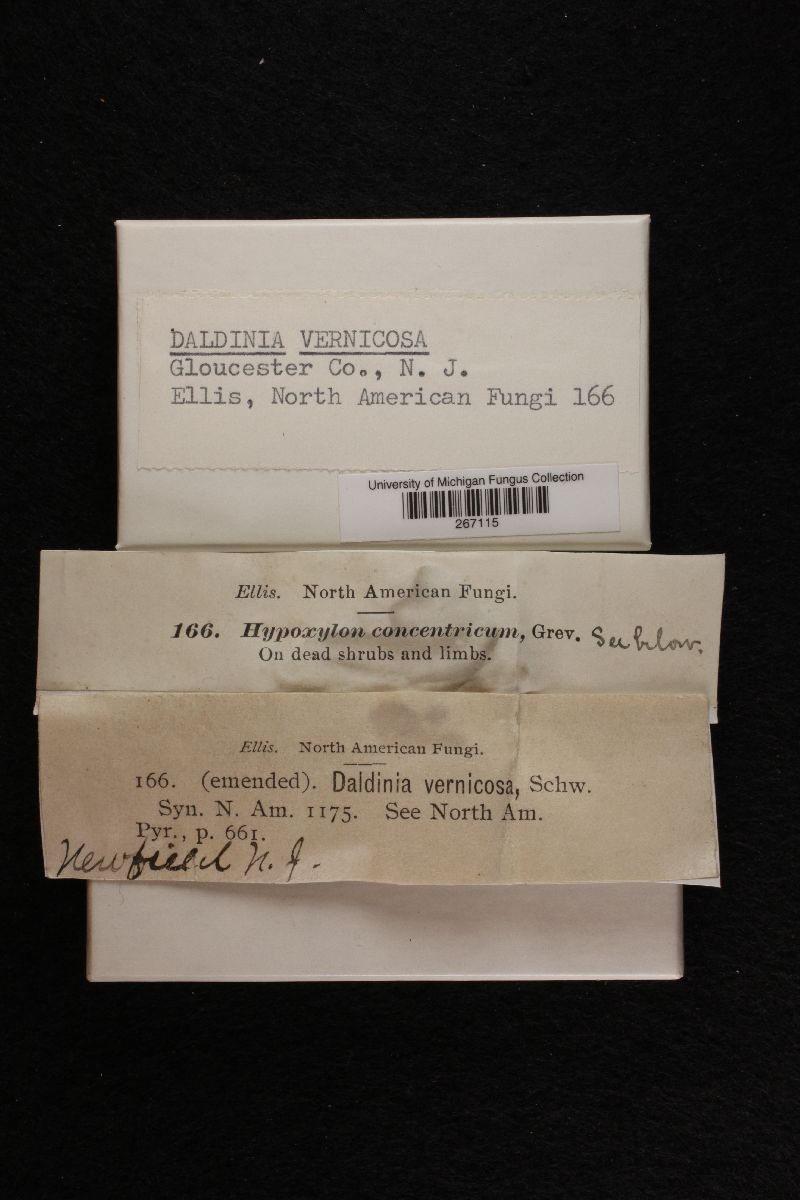 DALDINIA VERNICOSA
Gloucester Co., N. J.
Ellis, North American Fungi 166
University of Michigan Fungus Collection
267115
Ellis. North American Fungi.
166. Hypoxylon concentricum, Grev. See below.
On dead shrubs and limbs.
Ellis. North American Fungi.
166. (emended). Daldinia vernicosa, Schw.
Syn. N. Am. 1175. See North Am.
Pyr., p. 661.
Newfield N. J.